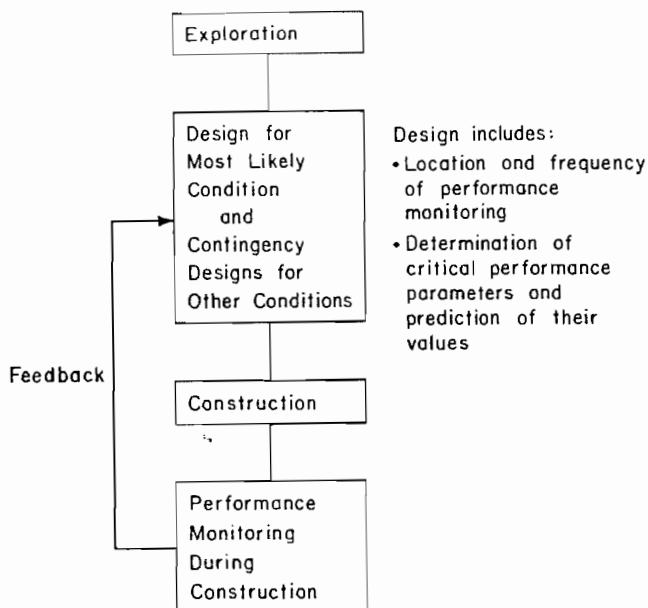 Exploration
Design for
Most Likely
Condition
and
Contingency
Designs for
Other Conditions
Design includes:
• Location and frequency
of performance
monitoring
• Determination of
critical performance
parameters and
prediction of their
values
Feedback
Construction
Performance
Monitoring
During
Construction